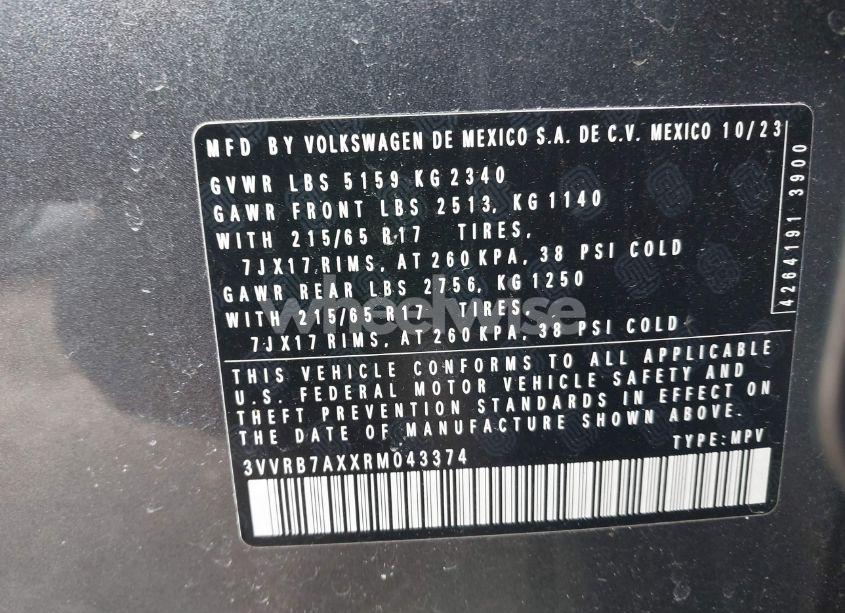 MFD BY VOLKSWAGEN DE MEXICO S.A. DE C.V. MEXICO 10/23
GVWR LBS 5159 KG 2340
GAWR FRONT LBS 2513, KG 1140
WITH 215/65 R17 TIRES,
7JX17 RIMS, AT 260 KPA, 38 PSI COLD
GAWR REAR LBS 2756, KG 1250
WITH 215/65 R17 TIRES,
7JX17 RIMS, AT 260 KPA, 38 PSI COLD
THIS VEHICLE CONFORMS TO ALL APPLICABLE
U.S. FEDERAL MOTOR VEHICLE SAFETY AND
THEFT PREVENTION STANDARDS IN EFFECT ON
THE DATE OF MANUFACTURE SHOWN ABOVE.
TYPE: MPV
3VVRB7AXXRM043374
4264191 3900
wheelwise